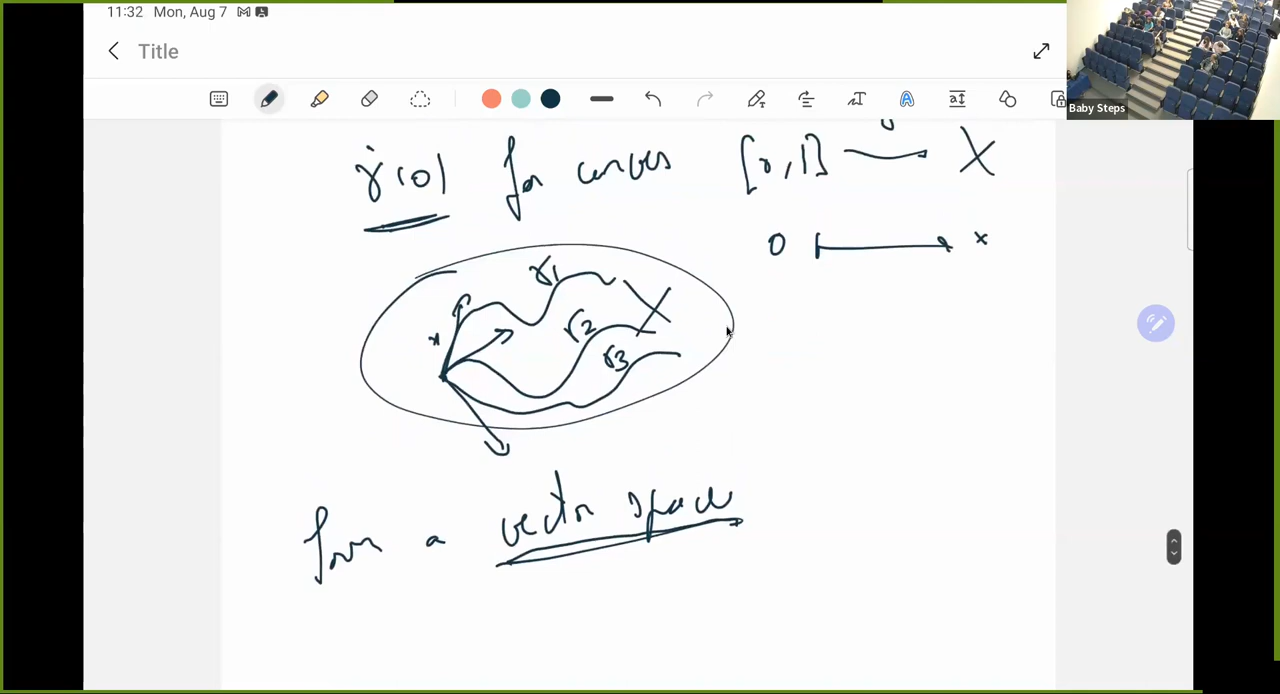 11:32 Mon, Aug 7
Title
Baby Steps
γ̇(0) for curves [0,1] → X
0 ↦ x
γ1
X
γ2
x
γ3
form a vector space